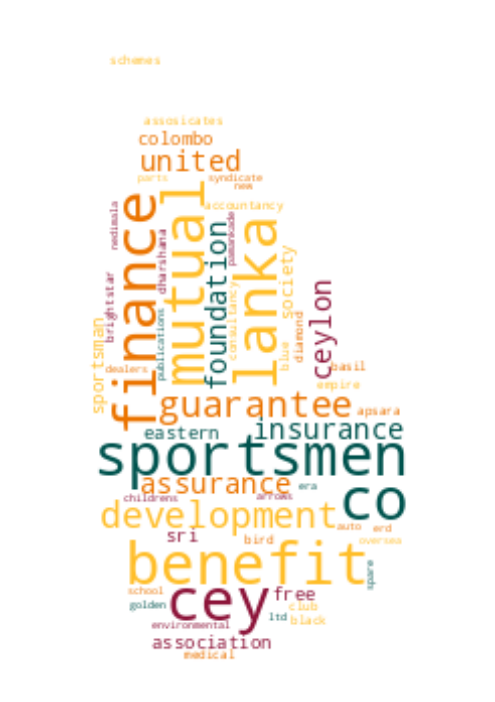 schemes
assosicates
colombo
united
parts
syndicate
new
accountancy
redimala
finance
mutual
lanka
foundation
pamankade
dharshana
society
consultancy
brightstar
publications
ceylon
diamond
blue
sportsman
dealers
basil
empire
guarantee
apsara
eastern
insurance
sportsmen
assurance
era
childrens
arrows
co
development
auto
erd
sri
bird
oversea
benefit
spare
school
cey
free
golden
club
ltd
black
environmental
association
medical